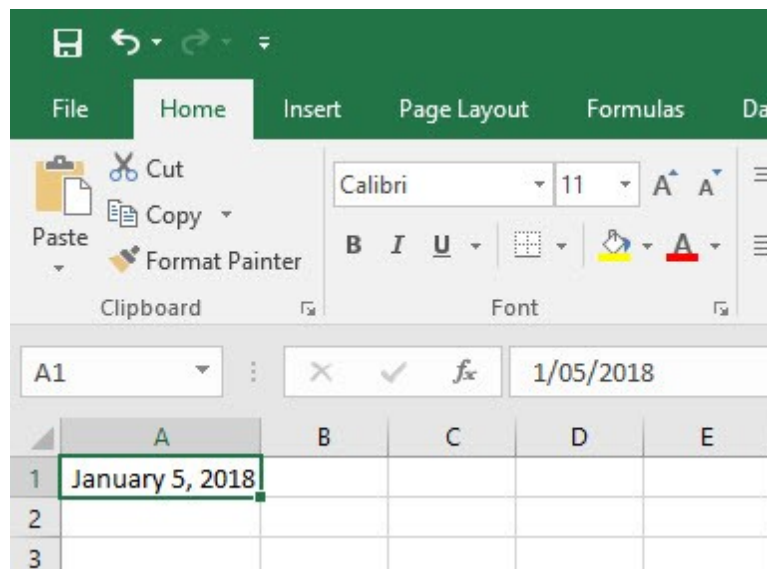 File Home Insert Page Layout Formulas Da
Cut
Copy
Paste
Format Painter
Calibri 11 A A
B I U A
Clipboard Font
A1 fx 1/05/2018
A B C D E
1 January 5, 2018
2
3